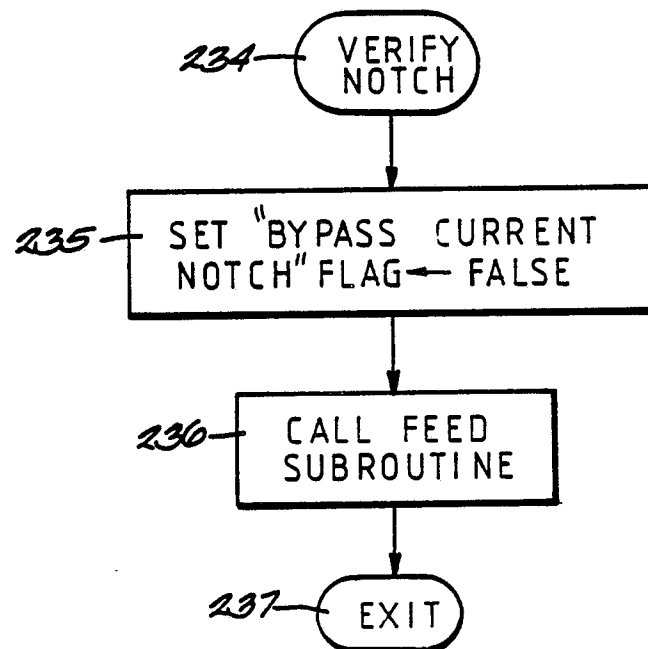 234
VERIFY
NOTCH
235
SET "BYPASS CURRENT
NOTCH" FLAG ← FALSE
236
CALL FEED
SUBROUTINE
237
EXIT